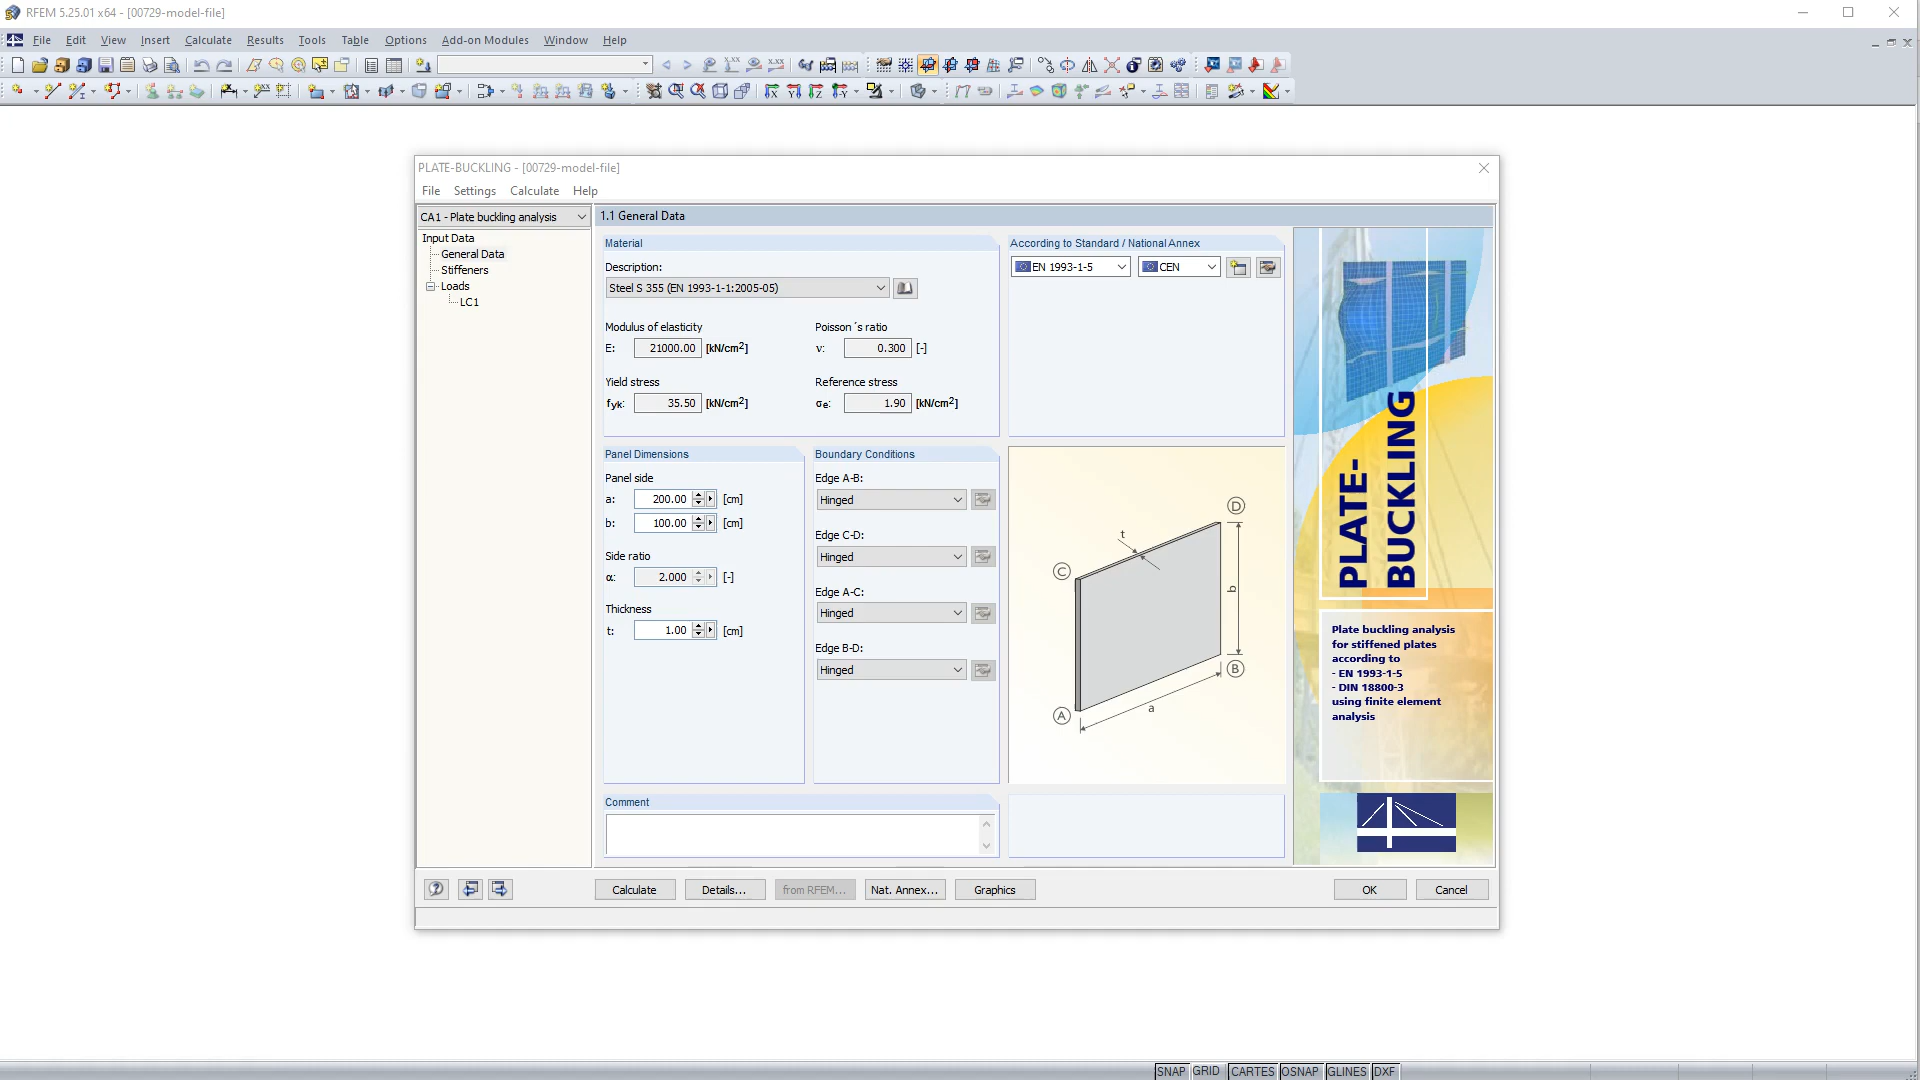 RFEM 5.25.01 x64 - [00729-model-file]
File Edit View Insert Calculate Results Tools Table Options Add-on Modules Window Help
PLATE-BUCKLING - [00729-model-file]
File Settings Calculate Help
CA1 - Plate buckling analysis
Input Data
General Data
Stiffeners
Loads
LC1
1.1 General Data
Material
Description:
Steel S 355 (EN 1993-1-1:2005-05)
Modulus of elasticity
E: 21000.00 [kN/cm2]
Poisson´s ratio
ν: 0.300 [-]
Yield stress
fyk: 35.50 [kN/cm2]
Reference stress
σe: 1.90 [kN/cm2]
According to Standard / National Annex
EN 1993-1-5 CEN
Panel Dimensions
Panel side
a: 200.00 [cm]
b: 100.00 [cm]
Side ratio
α: 2.000 [-]
Thickness
t: 1.00 [cm]
Boundary Conditions
Edge A-B:
Hinged
Edge C-D:
Hinged
Edge A-C:
Hinged
Edge B-D:
Hinged
D
t
C
b
B
A
a
Comment
PLATE-
BUCKLING
Plate buckling analysis
for stiffened plates
according to
- EN 1993-1-5
- DIN 18800-3
using finite element
analysis
Calculate Details... from RFEM... Nat. Annex... Graphics OK Cancel
SNAP GRID CARTES OSNAP GLINES DXF